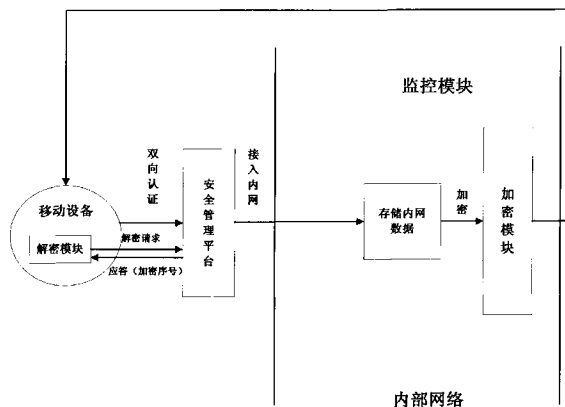 监控模块
双向认证
接入内网
移动设备
解密模块
解密请求
应答（加密序号）
安全管理平台
存储内网
数据
加密
加密模块
内部网络